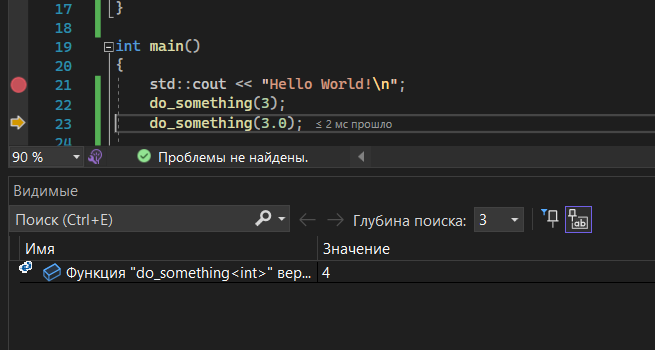 17 }
18
19 int main()
20 {
21 std::cout << "Hello World!\n";
22 do_something(3);
23 do_something(3.0); ≤ 2 мс прошло
24
90 % Проблемы не найдены.
Видимые
Поиск (Ctrl+E) Глубина поиска: 3
Имя Значение
Функция "do_something<int>" вер... 4